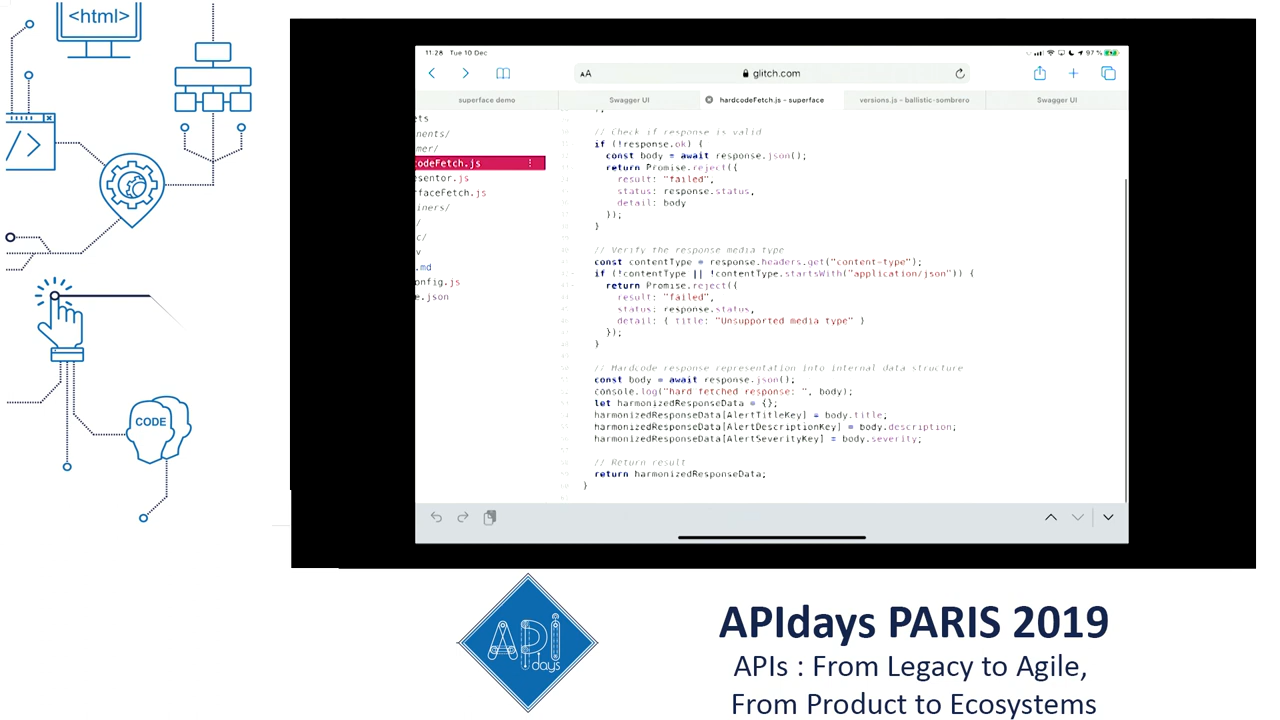 <html>
</>
CODE
11:28 Tue 10 Dec
97 %
AA
glitch.com
superface demo
Swagger UI
hardcodeFetch.js - superface
versions.js - ballistic-sombrero
Swagger UI
ets
nents/
mer/
codeFetch.js
esentor.js
rfaceFetch.js
iners/
/
c/
v
.md
onfig.js
e.json
// Check if response is valid
if (!response.ok) {
const body = await response.json();
return Promise.reject({
result: "failed",
status: response.status,
detail: body
});
}
// Verify the response media type
const contentType = response.headers.get("content-type");
if (!contentType || !contentType.startsWith("application/json")) {
return Promise.reject({
result: "failed",
status: response.status,
detail: { title: "Unsupported media type" }
});
}
// Hardcode response representation into internal data structure
const body = await response.json();
console.log("hard fetched response: ", body);
let harmonizedResponseData = {};
harmonizedResponseData[AlertTitleKey] = body.title;
harmonizedResponseData[AlertDescriptionKey] = body.description;
harmonizedResponseData[AlertSeverityKey] = body.severity;
// Return result
return harmonizedResponseData;
}
API
days
APIdays PARIS 2019
APIs : From Legacy to Agile,
From Product to Ecosystems